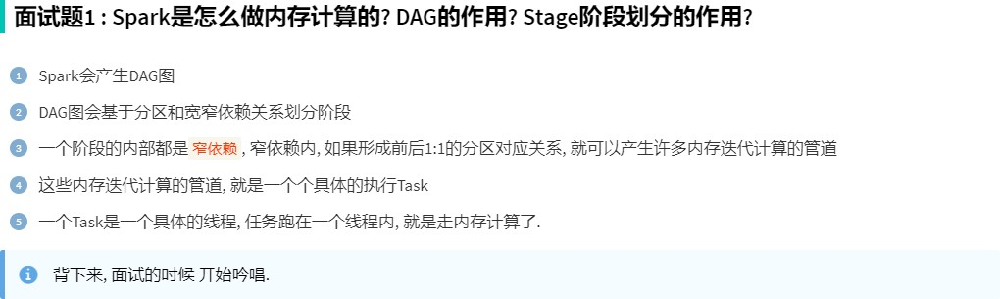 面试题1 : Spark是怎么做内存计算的? DAG的作用? Stage阶段划分的作用?
1 Spark会产生DAG图
2 DAG图会基于分区和宽窄依赖关系划分阶段
3 一个阶段的内部都是 窄依赖 , 窄依赖内, 如果形成前后1:1的分区对应关系, 就可以产生许多内存迭代计算的管道
4 这些内存迭代计算的管道, 就是一个个具体的执行Task
5 一个Task是一个具体的线程, 任务跑在一个线程内, 就是走内存计算了.
背下来, 面试的时候 开始吟唱.